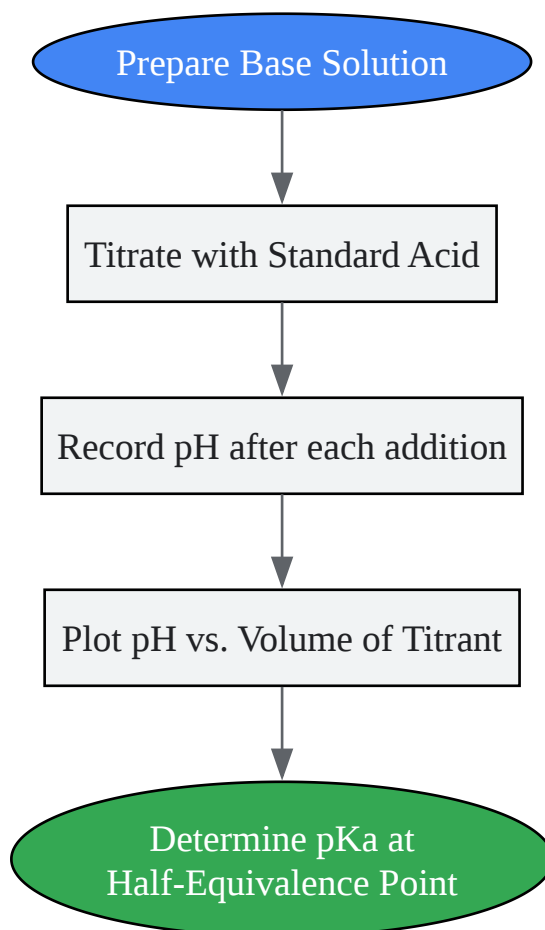 Prepare Base Solution
Titrate with Standard Acid
Record pH after each addition
Plot pH vs. Volume of Titrant
Determine pKa at
Half-Equivalence Point